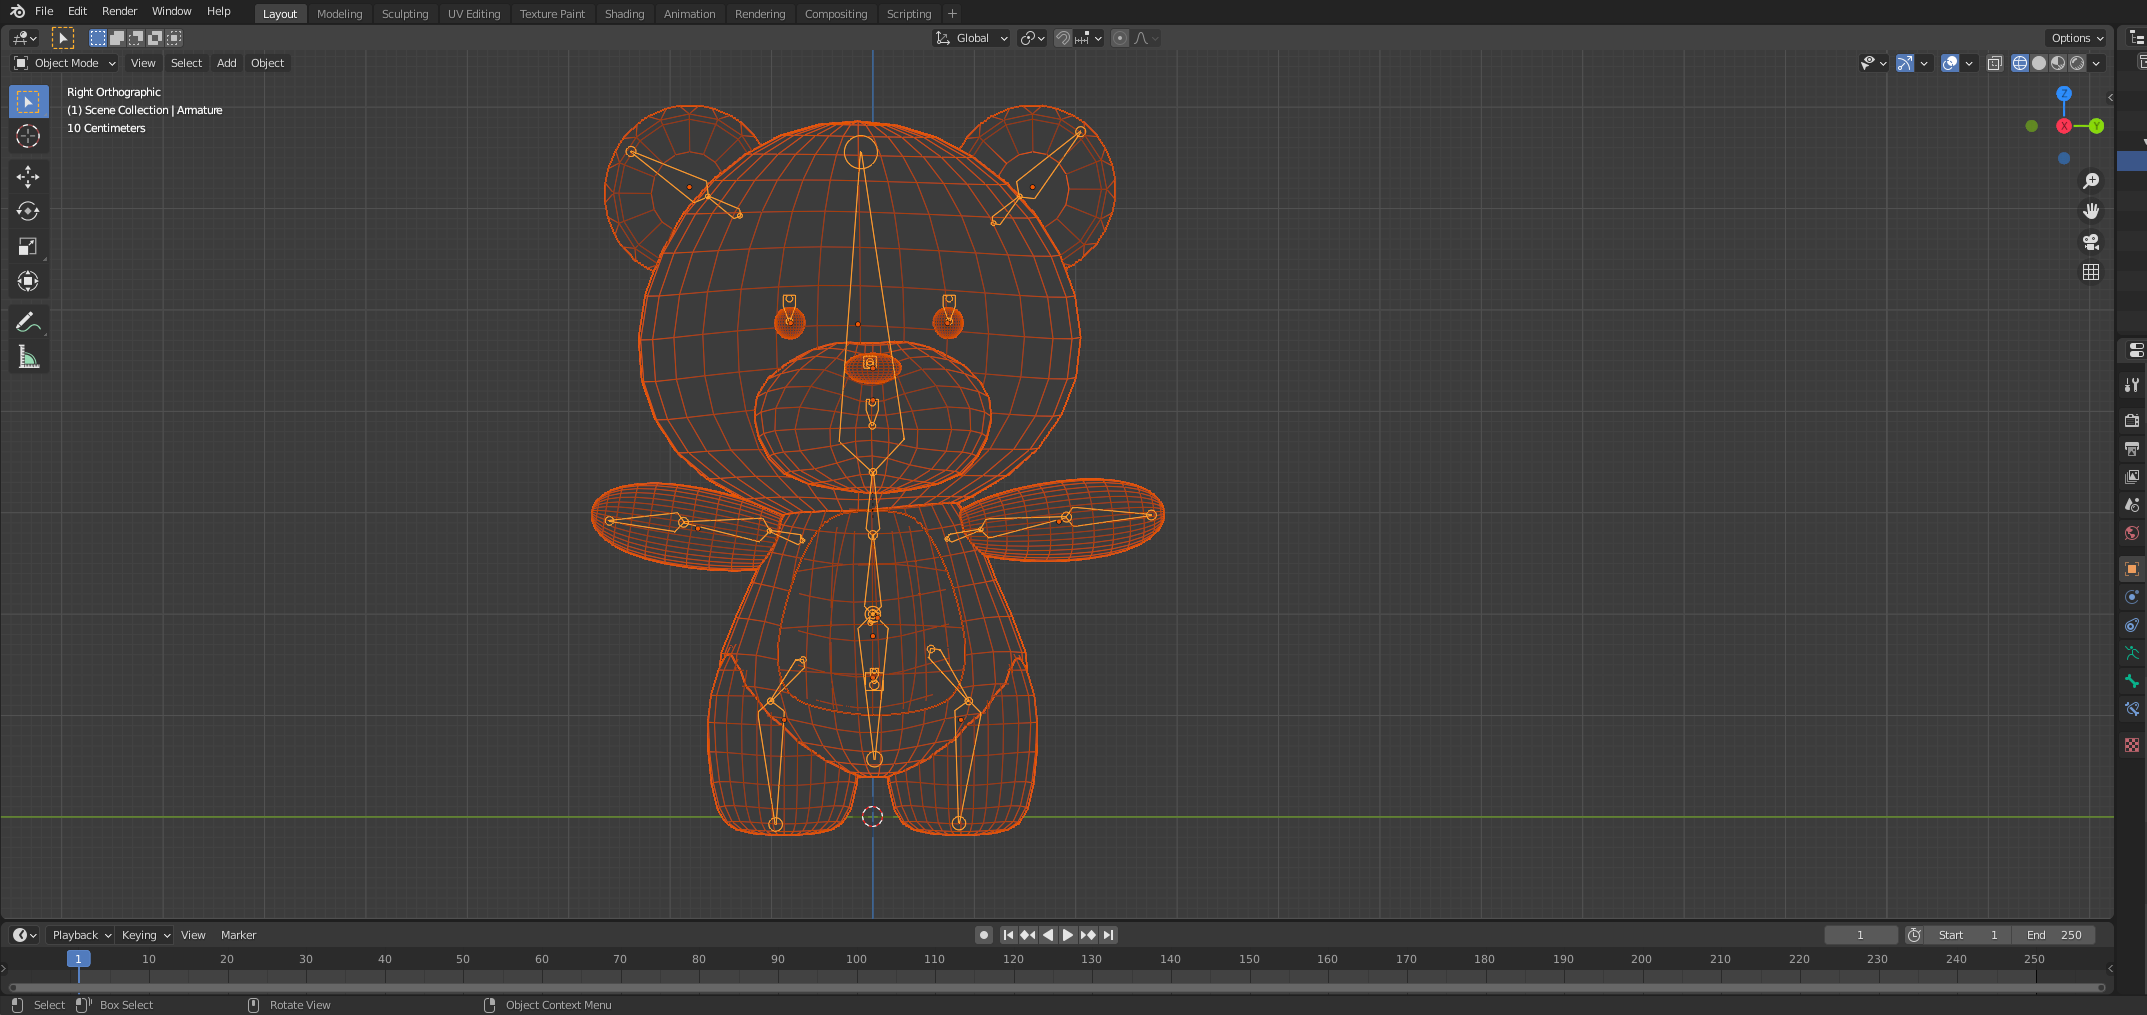 File Edit Render Window Help Layout Modeling Sculpting UV Editing Texture Paint Shading Animation Rendering Compositing Scripting +
Global Options
Object Mode View Select Add Object
Right Orthographic
(1) Scene Collection | Armature
10 Centimeters
Z
X Y
Playback Keying View Marker 1 Start 1 End 250
1 10 20 30 40 50 60 70 80 90 100 110 120 130 140 150 160 170 180 190 200 210 220 230 240 250
Select Box Select Rotate View Object Context Menu